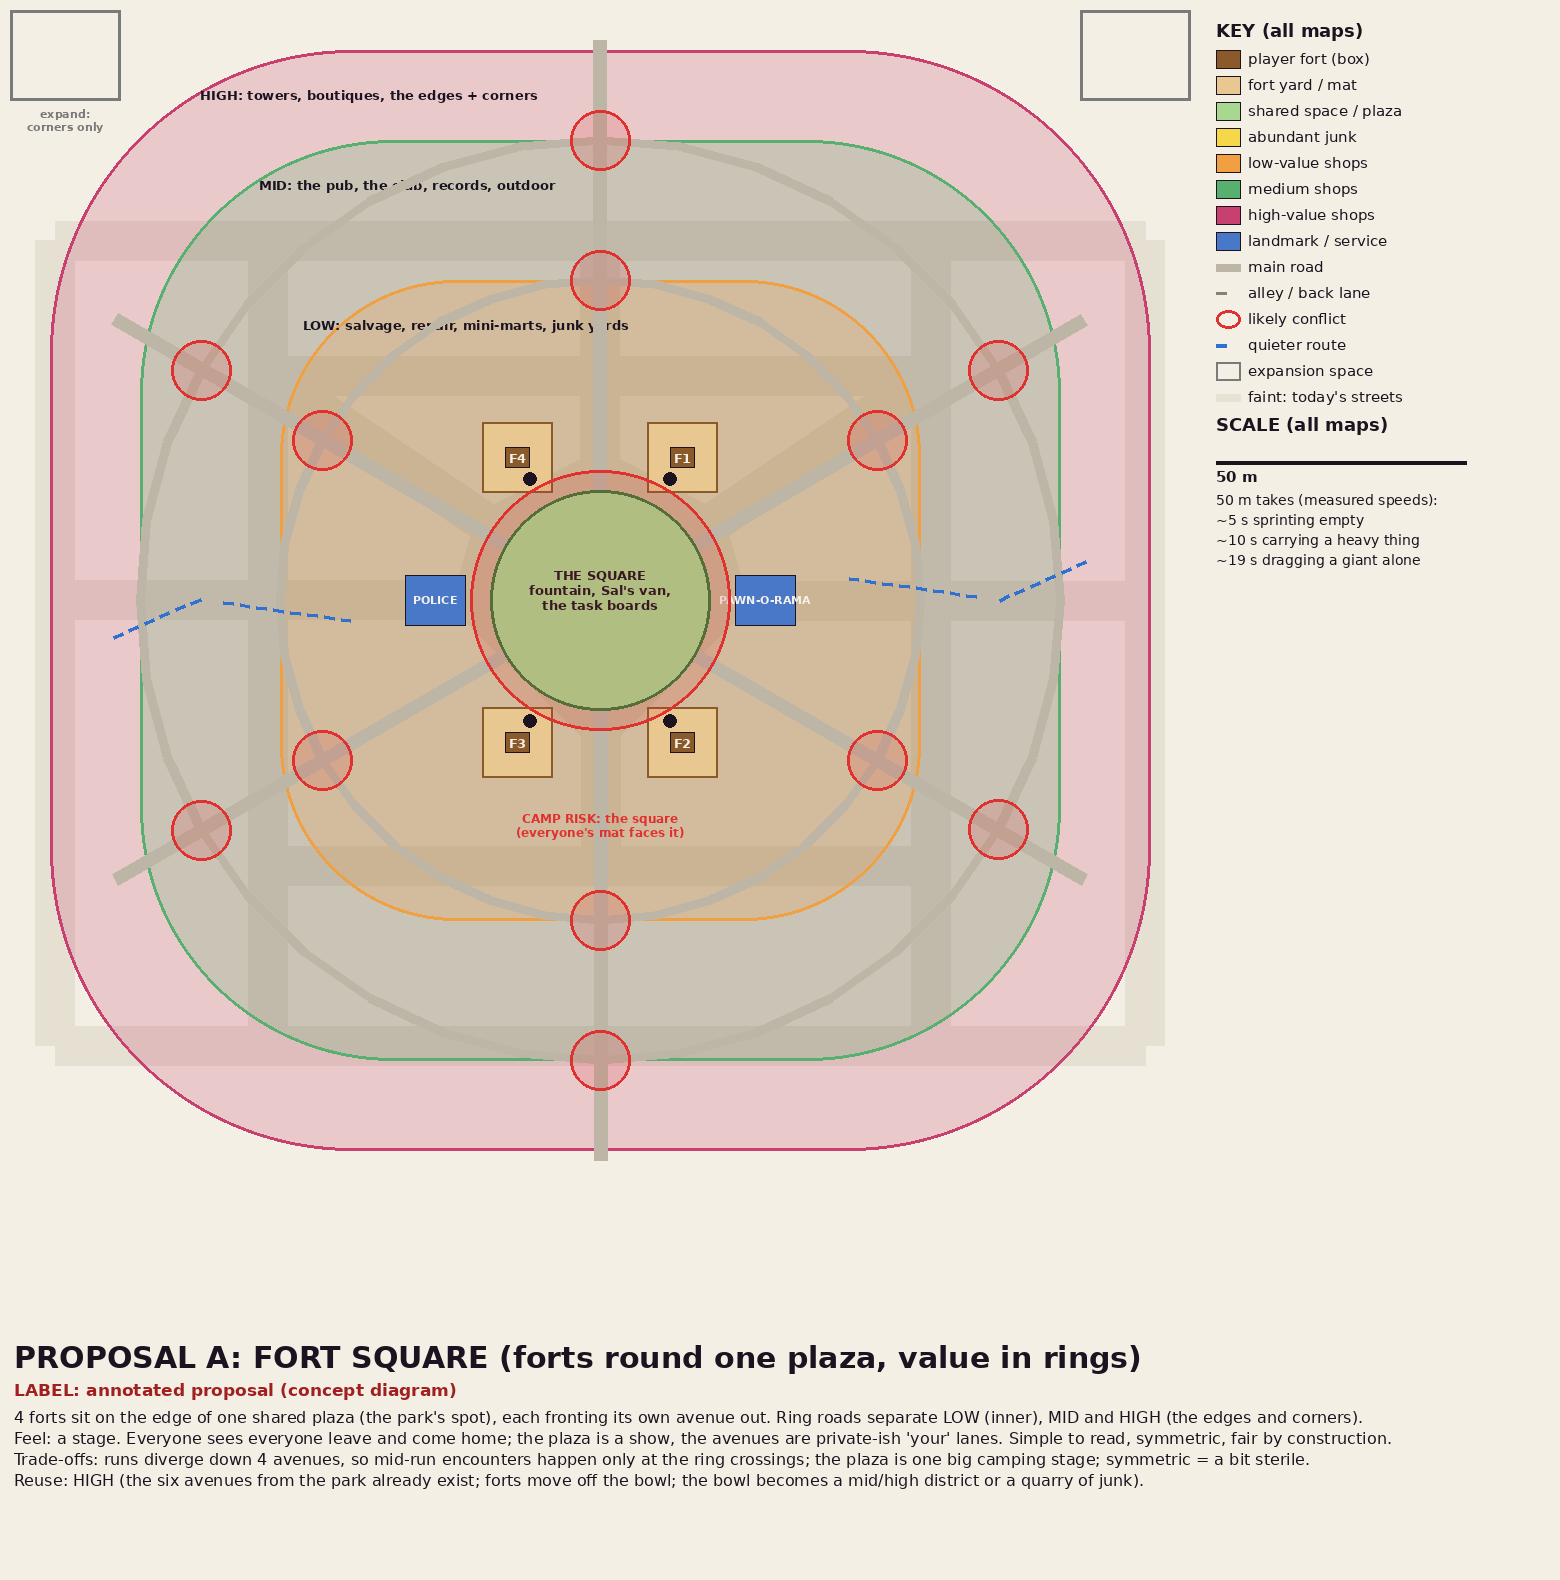 expand:
corners only
HIGH: towers, boutiques, the edges + corners
MID: the pub, the club, records, outdoor
LOW: salvage, repair, mini-marts, junk yards
F4
F1
THE SQUARE
fountain, Sal's van,
the task boards
POLICE
PAWN-O-RAMA
F3
F2
CAMP RISK: the square
(everyone's mat faces it)
KEY (all maps)
player fort (box)
fort yard / mat
shared space / plaza
abundant junk
low-value shops
medium shops
high-value shops
landmark / service
main road
alley / back lane
likely conflict
quieter route
expansion space
faint: today's streets
SCALE (all maps)
50 m
50 m takes (measured speeds):
~5 s sprinting empty
~10 s carrying a heavy thing
~19 s dragging a giant alone
PROPOSAL A: FORT SQUARE (forts round one plaza, value in rings)
LABEL: annotated proposal (concept diagram)
4 forts sit on the edge of one shared plaza (the park's spot), each fronting its own avenue out. Ring roads separate LOW (inner), MID and HIGH (the edges and corners).
Feel: a stage. Everyone sees everyone leave and come home; the plaza is a show, the avenues are private-ish 'your' lanes. Simple to read, symmetric, fair by construction.
Trade-offs: runs diverge down 4 avenues, so mid-run encounters happen only at the ring crossings; the plaza is one big camping stage; symmetric = a bit sterile.
Reuse: HIGH (the six avenues from the park already exist; forts move off the bowl; the bowl becomes a mid/high district or a quarry of junk).